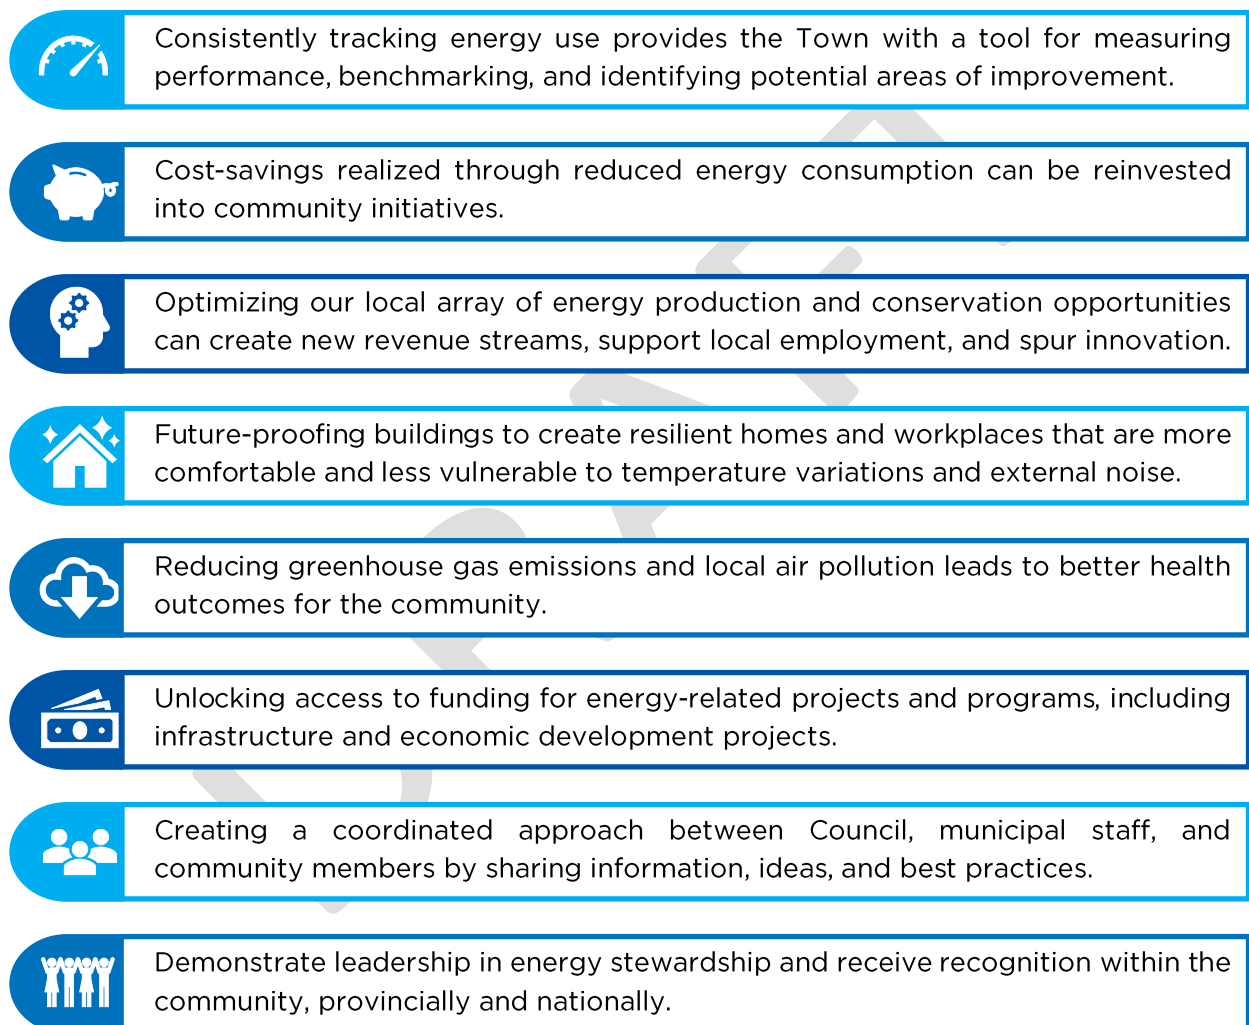 Consistently tracking energy use provides the Town with a tool for measuring
performance, benchmarking, and identifying potential areas of improvement.
Cost-savings realized through reduced energy consumption can be reinvested
into community initiatives.
Optimizing our local array of energy production and conservation opportunities
can create new revenue streams, support local employment, and spur innovation.
Future-proofing buildings to create resilient homes and workplaces that are more
comfortable and less vulnerable to temperature variations and external noise.
Reducing greenhouse gas emissions and local air pollution leads to better health
outcomes for the community.
Unlocking access to funding for energy-related projects and programs, including
infrastructure and economic development projects.
Creating a coordinated approach between Council, municipal staff, and
community members by sharing information, ideas, and best practices.
Demonstrate leadership in energy stewardship and receive recognition within the
community, provincially and nationally.
DRAFT